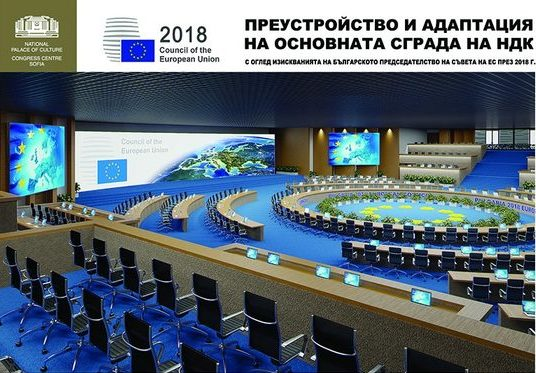 NATIONAL
PALACE OF CULTURE
CONGRESS CENTRE
SOFIA
2018
Council of the
European Union
ПРЕУСТРОЙСТВО И АДАПТАЦИЯ
НА ОСНОВНАТА СГРАДА НА НДК
С ОГЛЕД ИЗИСКВАНИЯТА НА БЪЛГАРСКОТО ПРЕДСЕДАТЕЛСТВО НА СЪВЕТА НА ЕС ПРЕЗ 2018 Г.
Council of the
European Union
2018